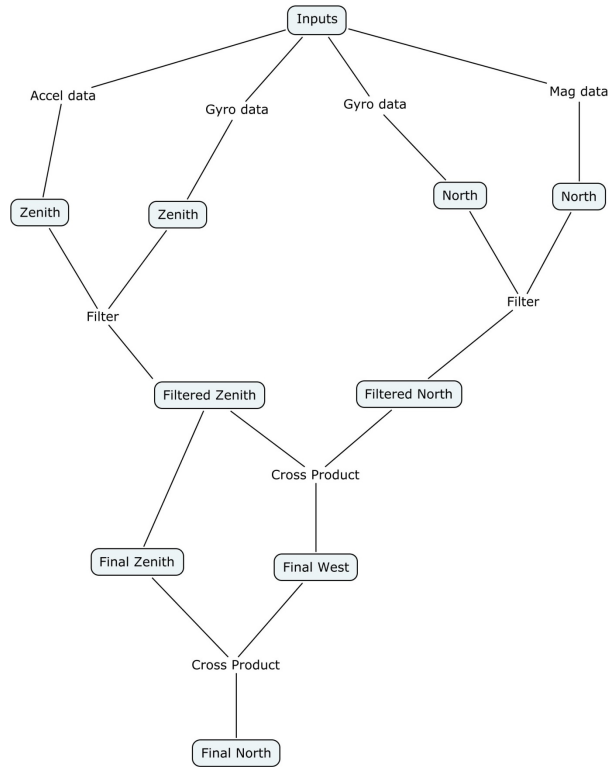 Inputs
Accel data
Gyro data
Gyro data
Mag data
Zenith
Zenith
North
North
Filter
Filter
Filtered Zenith
Filtered North
Cross Product
Final Zenith
Final West
Cross Product
Final North